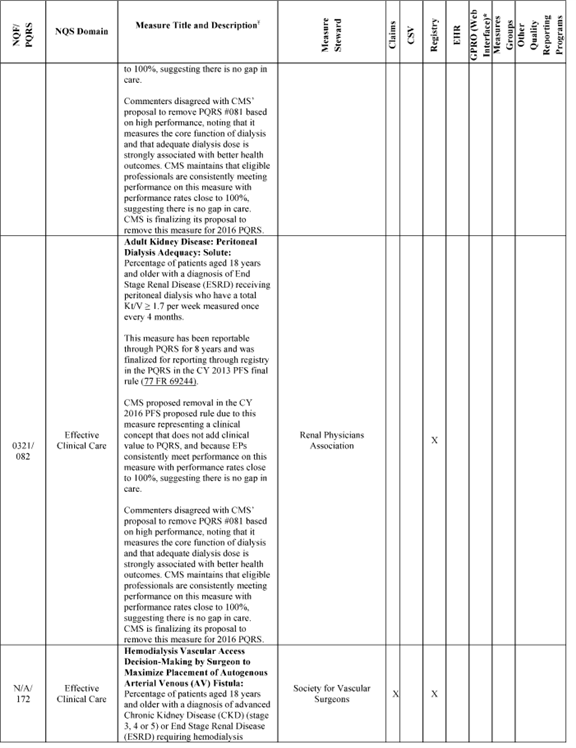 NQF/
PQRS
NQS Domain
Measure Title and Description†
Measure
Steward
Claims
CSV
Registry
EHR
GPRO (Web
Interface)*
Measures
Groups
Other
Quality
Reporting
Programs
to 100%, suggesting there is no gap in
care.
Commenters disagreed with CMS’
proposal to remove PQRS #081 based
on high performance, noting that it
measures the core function of dialysis
and that adequate dialysis dose is
strongly associated with better health
outcomes. CMS maintains that eligible
professionals are consistently meeting
performance on this measure with
performance rates close to 100%,
suggesting there is no gap in care.
CMS is finalizing its proposal to
remove this measure for 2016 PQRS.
0321/
082
Effective
Clinical Care
Adult Kidney Disease: Peritoneal
Dialysis Adequacy: Solute:
Percentage of patients aged 18 years
and older with a diagnosis of End
Stage Renal Disease (ESRD) receiving
peritoneal dialysis who have a total
Kt/V ≥ 1.7 per week measured once
every 4 months.
This measure has been reportable
through PQRS for 8 years and was
finalized for reporting through registry
in the PQRS in the CY 2013 PFS final
rule (77 FR 69244).
CMS proposed removal in the CY
2016 PFS proposed rule due to this
measure representing a clinical
concept that does not add clinical
value to PQRS, and because EPs
consistently meet performance on this
measure with performance rates close
to 100%, suggesting there is no gap in
care.
Commenters disagreed with CMS’
proposal to remove PQRS #081 based
on high performance, noting that it
measures the core function of dialysis
and that adequate dialysis dose is
strongly associated with better health
outcomes. CMS maintains that eligible
professionals are consistently meeting
performance on this measure with
performance rates close to 100%,
suggesting there is no gap in care.
CMS is finalizing its proposal to
remove this measure for 2016 PQRS.
Renal Physicians
Association
X
N/A/
172
Effective
Clinical Care
Hemodialysis Vascular Access
Decision-Making by Surgeon to
Maximize Placement of Autogenous
Arterial Venous (AV) Fistula:
Percentage of patients aged 18 years
and older with a diagnosis of advanced
Chronic Kidney Disease (CKD) (stage
3, 4 or 5) or End Stage Renal Disease
(ESRD) requiring hemodialysis
Society for Vascular
Surgeons
X
X